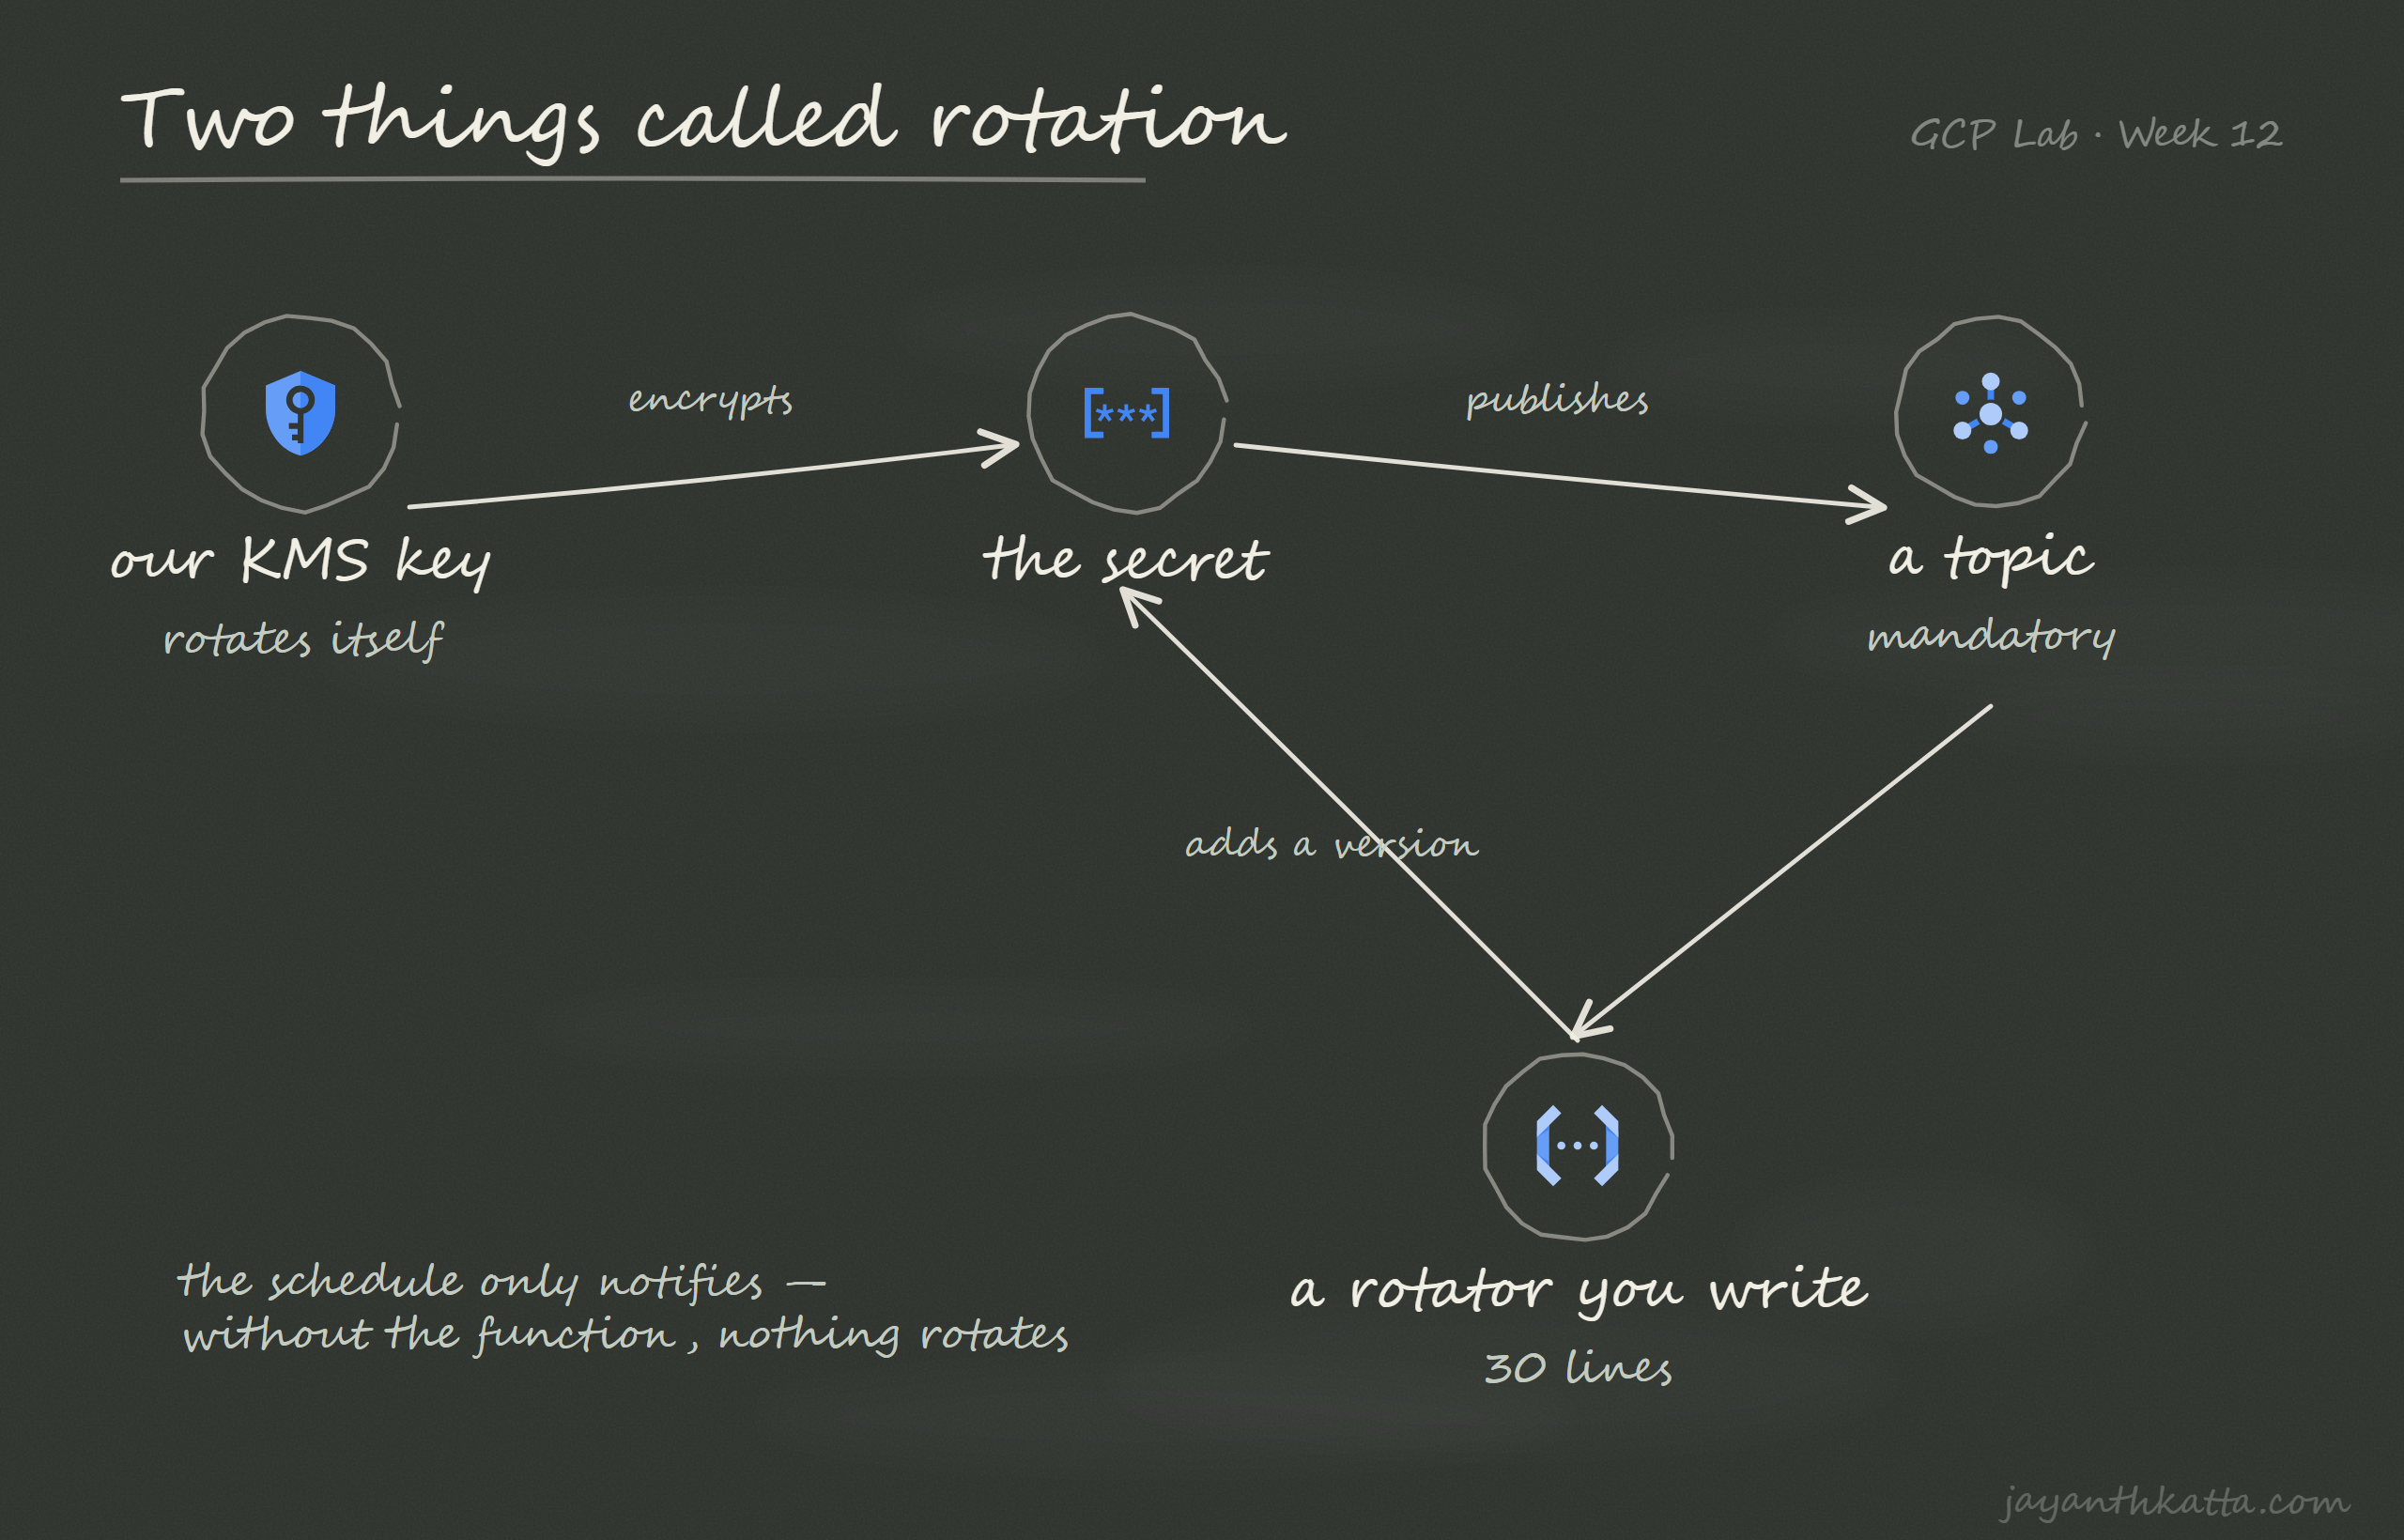 Two things called rotation
GCP Lab · Week 12
encrypts
publishes
[***]
our KMS key
the secret
a topic
rotates itself
mandatory
adds a version
a rotator you write
30 lines
the schedule only notifies —
without the function, nothing rotates
jayanthkatta.com